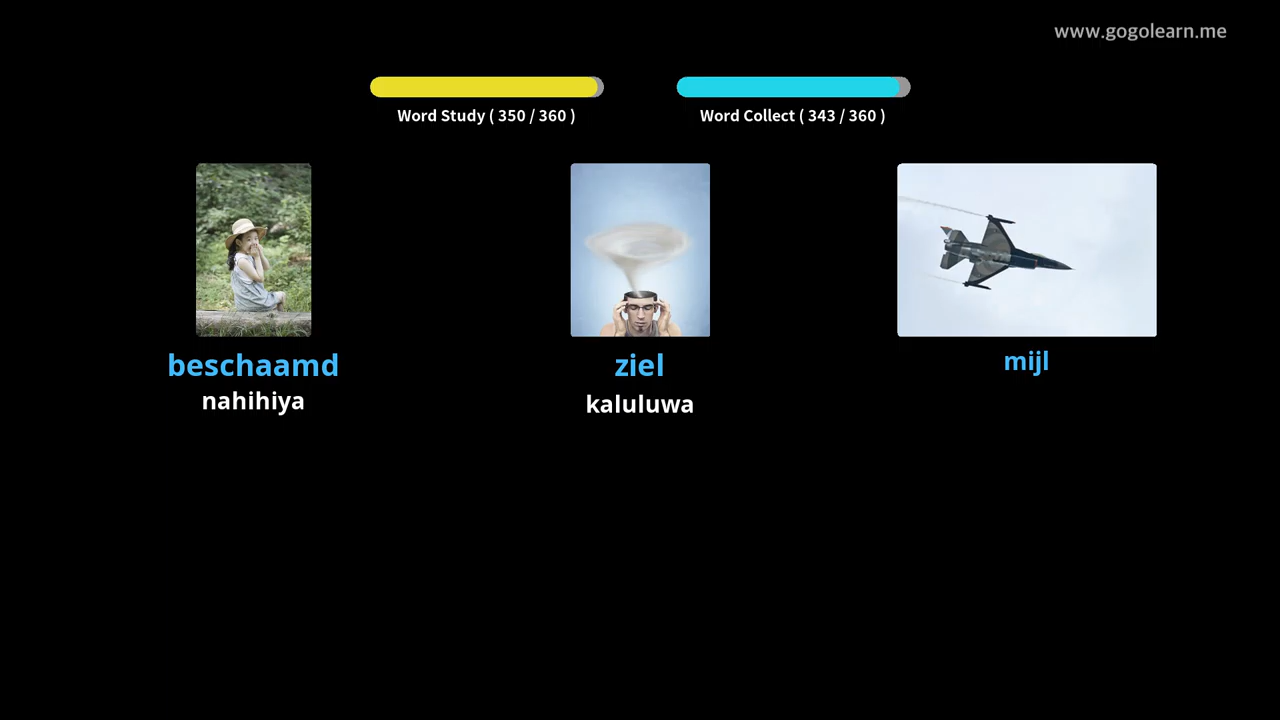 www.gogolearn.me
Word Study ( 350 / 360 )
Word Collect ( 343 / 360 )
beschaamd
nahihiya
ziel
kaluluwa
mijl